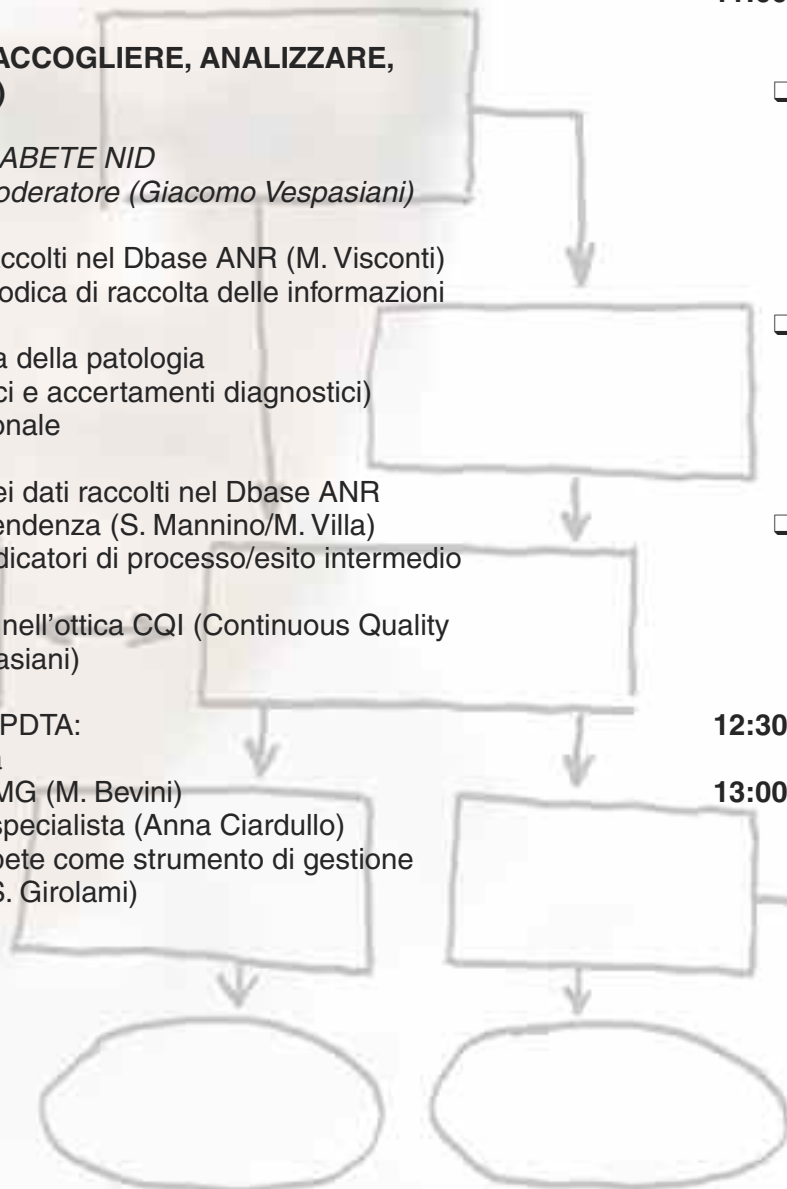 ACCOGLIERE, ANALIZZARE,
)
ABETE NID
oderatore (Giacomo Vespasiani)
ccolti nel Dbase ANR (M. Visconti)
odica di raccolta delle informazioni
a della patologia
ci e accertamenti diagnostici)
onale
ei dati raccolti nel Dbase ANR
endenza (S. Mannino/M. Villa)
dicatori di processo/esito intermedio
nell'ottica CQI (Continuous Quality
asiani)
PDTA:
a
MG (M. Bevini)
specialista (Anna Ciardullo)
bete come strumento di gestione
S. Girolami)
12:30
13:00